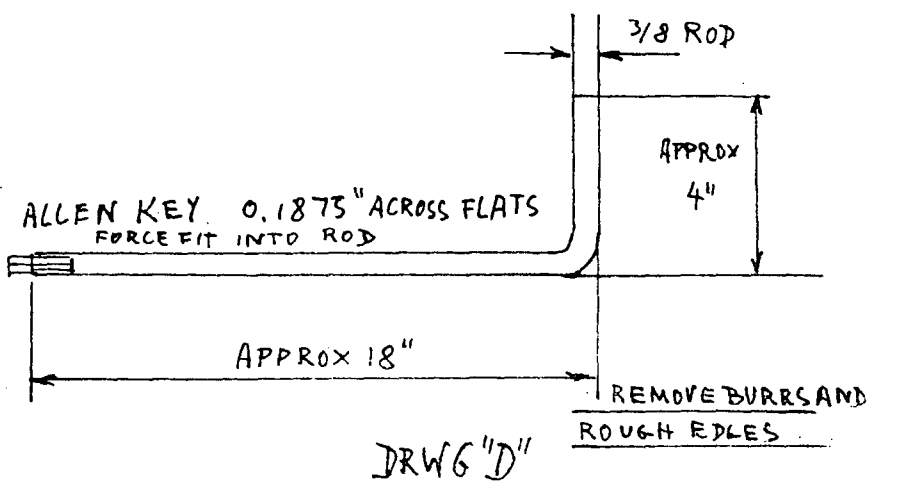 3/8 ROD
APPROX
4"
ALLEN KEY. 0.1875" ACROSS FLATS
FORCE FIT INTO ROD
APPROX 18"
REMOVE BURRS AND
ROUGH EDLES
DRWG "D"